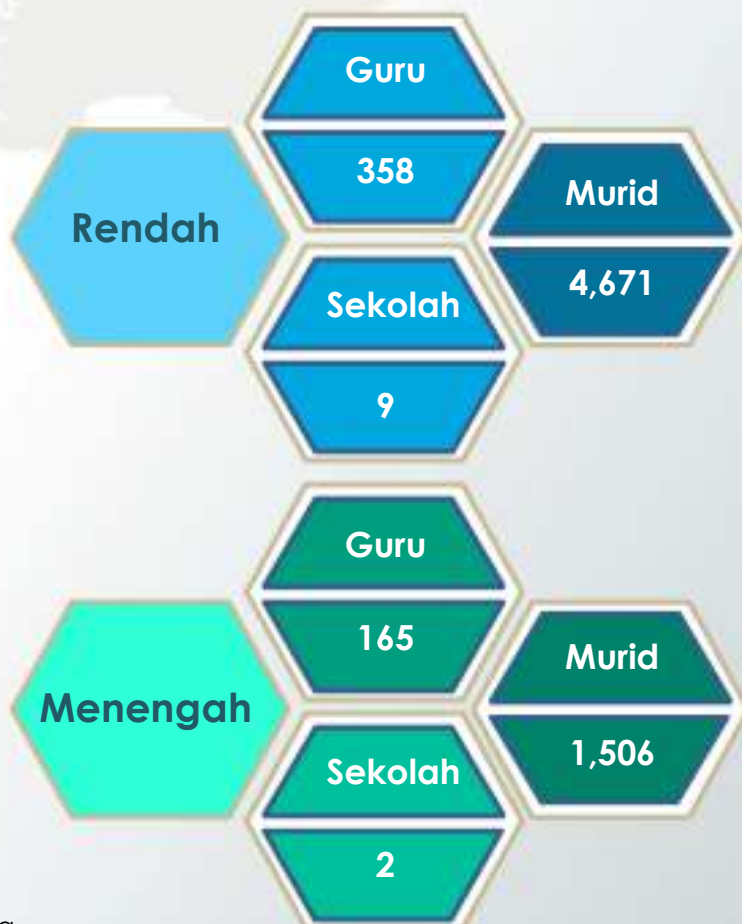 Guru
358
Rendah
Murid
4,671
Sekolah
9
Guru
165
Menengah
Murid
1,506
Sekolah
2